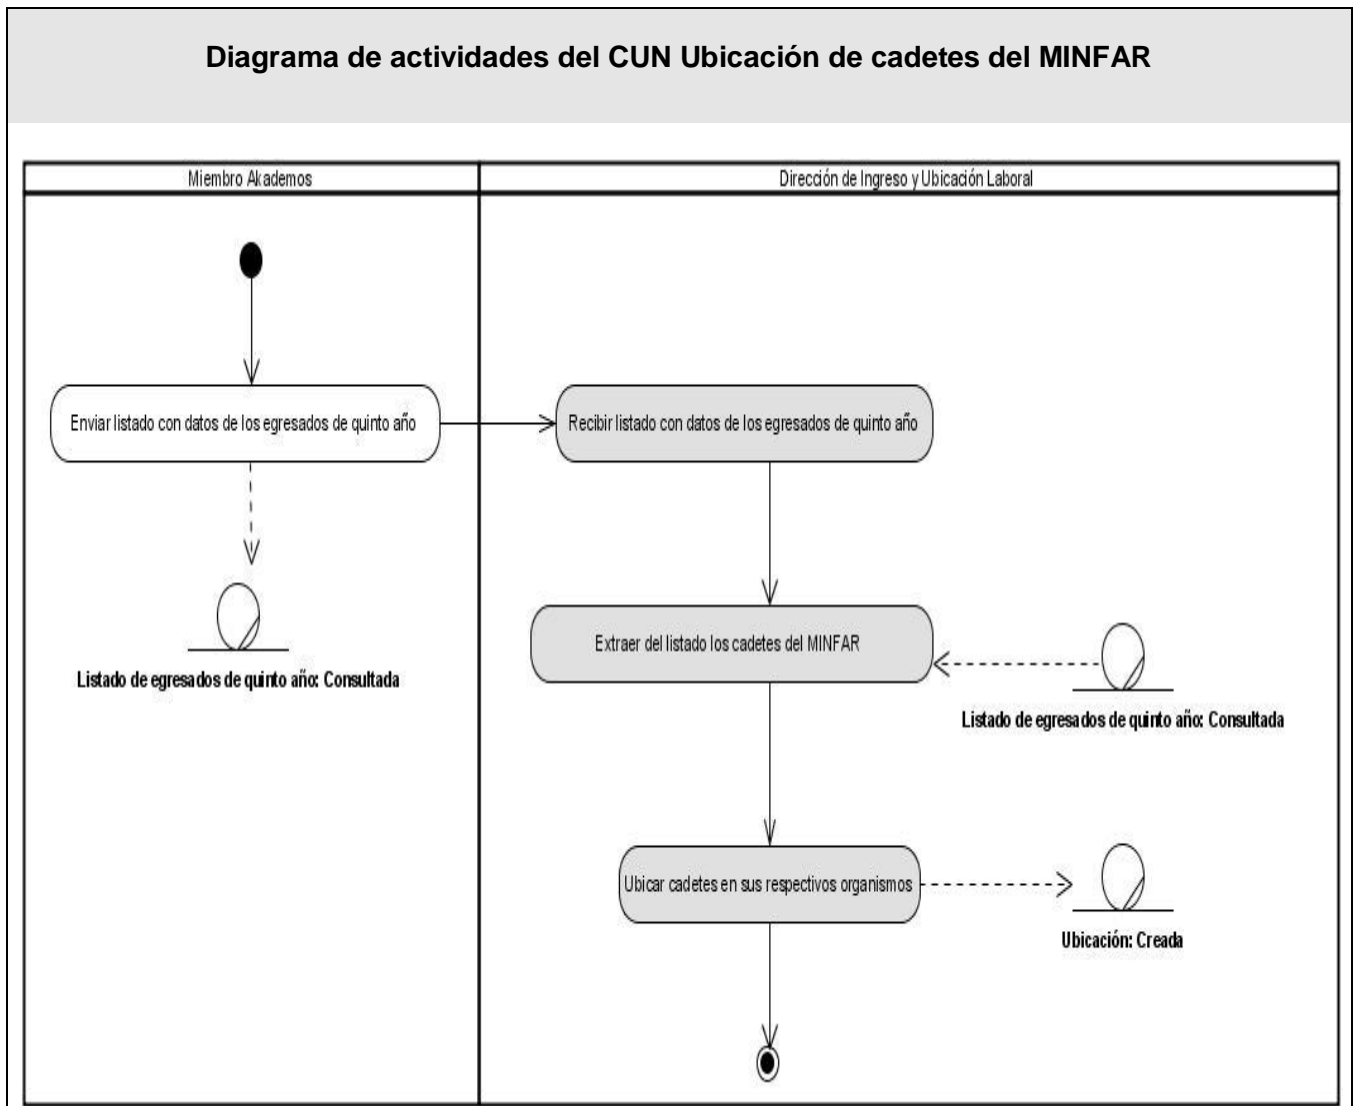 Diagrama de actividades del CUN Ubicación de cadetes del MINFAR
Miembro Akademos
Dirección de Ingreso y Ubicación Laboral
Enviar listado con datos de los egresados de quinto año
Recibir listado con datos de los egresados de quinto año
Extraer del listado los cadetes del MINFAR
Listado de egresados de quinto año: Consultada
Listado de egresados de quinto año: Consultada
Ubicar cadetes en sus respectivos organismos
Ubicación: Creada